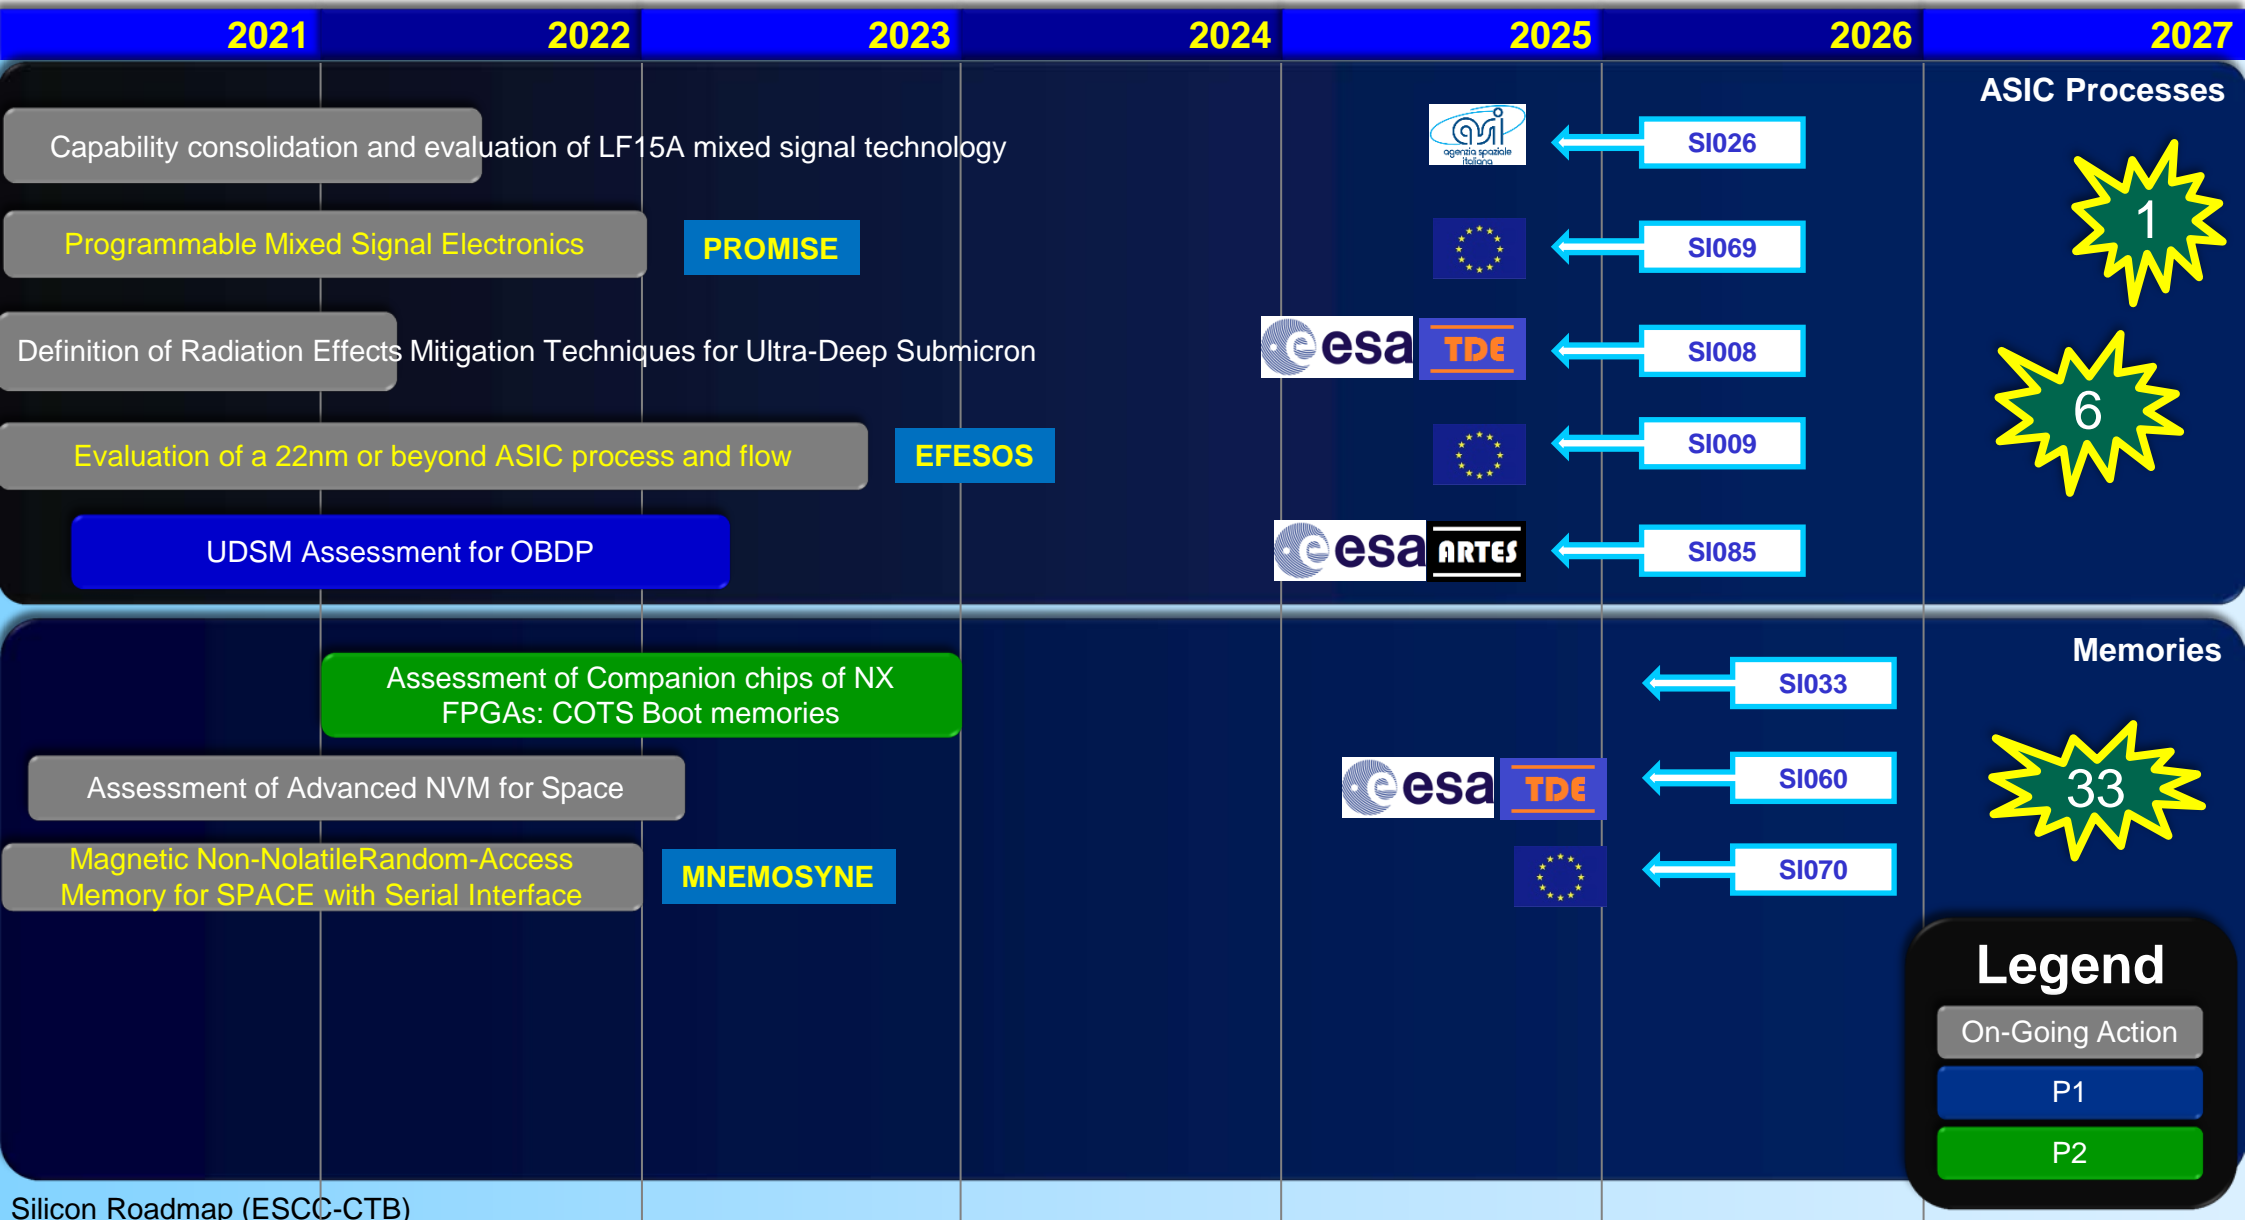 2021 2022 2023 2024 2025 2026 2027
ASIC Processes
Capability consolidation and evaluation of LF15A mixed signal technology
asi
agenzia spaziale
italiana
SI026
1
Programmable Mixed Signal Electronics
PROMISE
SI069
Definition of Radiation Effects Mitigation Techniques for Ultra-Deep Submicron
esa
TDE
SI008
6
Evaluation of a 22nm or beyond ASIC process and flow
EFESOS
SI009
UDSM Assessment for OBDP
esa
ARTES
SI085
Memories
Assessment of Companion chips of NX
FPGAs: COTS Boot memories
SI033
Assessment of Advanced NVM for Space
esa
TDE
SI060
33
Magnetic Non-NolatileRandom-Access
Memory for SPACE with Serial Interface
MNEMOSYNE
SI070
Legend
On-Going Action
P1
P2
Silicon Roadmap (ESCC-CTB)